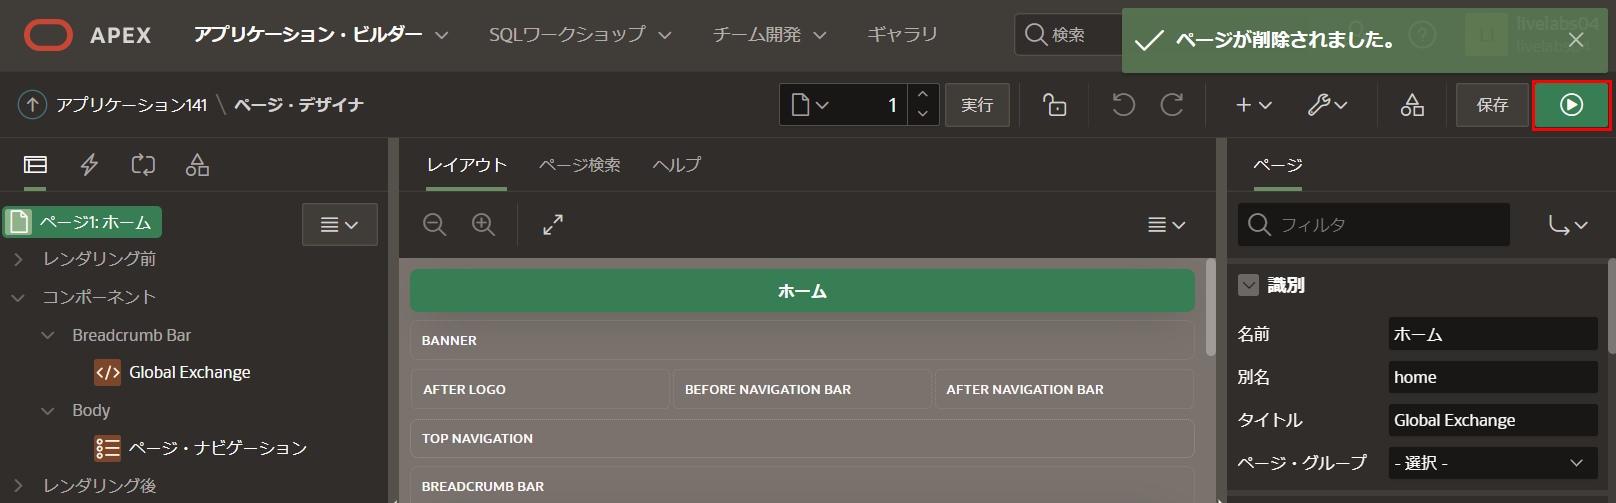 APEX アプリケーション・ビルダー SQLワークショップ チーム開発 ギャラリ 検索 ページが削除されました。 livelabs04
アプリケーション141 \ ページ・デザイナ 1 実行 保存
レイアウト ページ検索 ヘルプ ページ
ページ1: ホーム
フィルタ
レンダリング前
コンポーネント
Breadcrumb Bar
Global Exchange
Body
ページ・ナビゲーション
レンダリング後
ホーム
BANNER
AFTER LOGO BEFORE NAVIGATION BAR AFTER NAVIGATION BAR
TOP NAVIGATION
BREADCRUMB BAR
識別
名前 ホーム
別名 home
タイトル Global Exchange
ページ・グループ - 選択 -